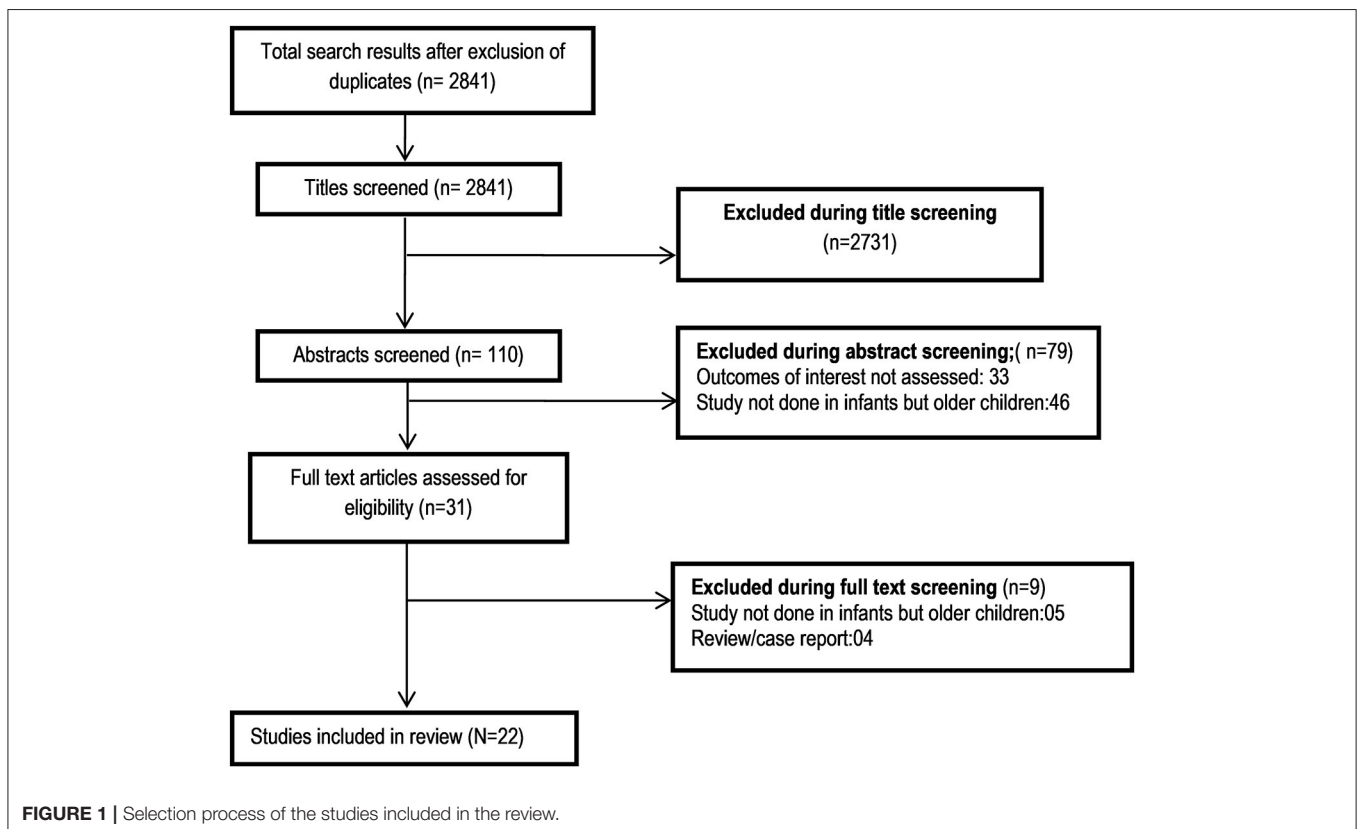 Total search results after exclusion of
duplicates (n= 2841)
Titles screened (n= 2841)
Excluded during title screening
(n=2731)
Abstracts screened (n= 110)
Excluded during abstract screening;( n=79)
Outcomes of interest not assessed: 33
Study not done in infants but older children:46
Full text articles assessed for
eligibility (n=31)
Excluded during full text screening (n=9)
Study not done in infants but older children:05
Review/case report:04
Studies included in review (N=22)
FIGURE 1 | Selection process of the studies included in the review.